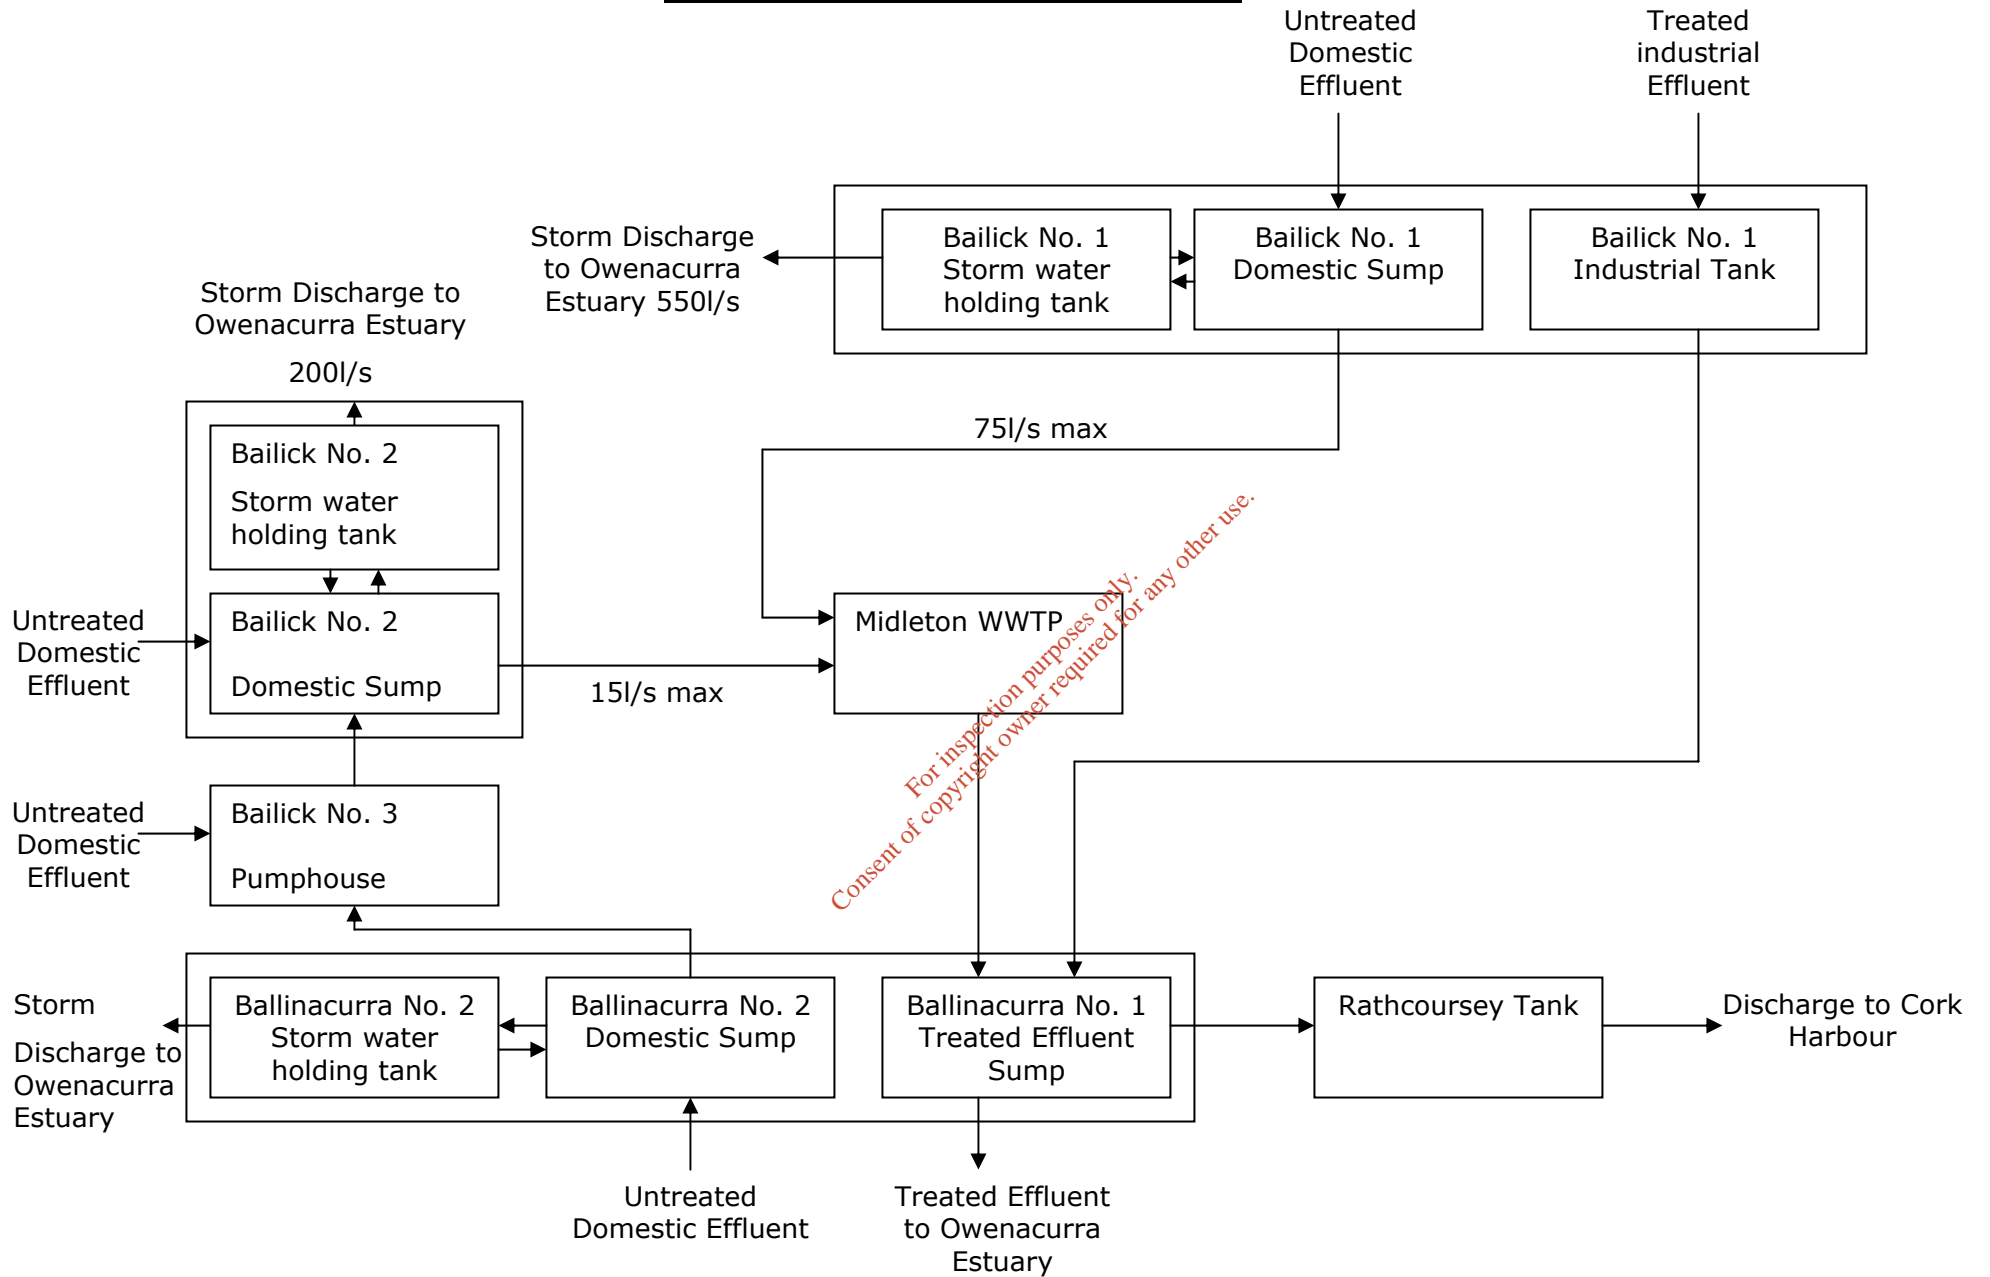 Untreated
Domestic
Effluent
Treated
industrial
Effluent
Storm Discharge
to Owenacurra
Estuary 550l/s
Bailick No. 1
Storm water
holding tank
Bailick No. 1
Domestic Sump
Bailick No. 1
Industrial Tank
Storm Discharge to
Owenacurra Estuary
200l/s
75l/s max
Bailick No. 2
Storm water
holding tank
Untreated
Domestic
Effluent
Bailick No. 2
Domestic Sump
15l/s max
Midleton WWTP
For inspection purposes only.
Consent of copyright owner required for any other use.
Untreated
Domestic
Effluent
Bailick No. 3
Pumphouse
Storm
Discharge to
Owenacurra
Estuary
Ballinacurra No. 2
Storm water
holding tank
Ballinacurra No. 2
Domestic Sump
Ballinacurra No. 1
Treated Effluent
Sump
Rathcoursey Tank
Discharge to Cork
Harbour
Untreated
Domestic Effluent
Treated Effluent
to Owenacurra
Estuary